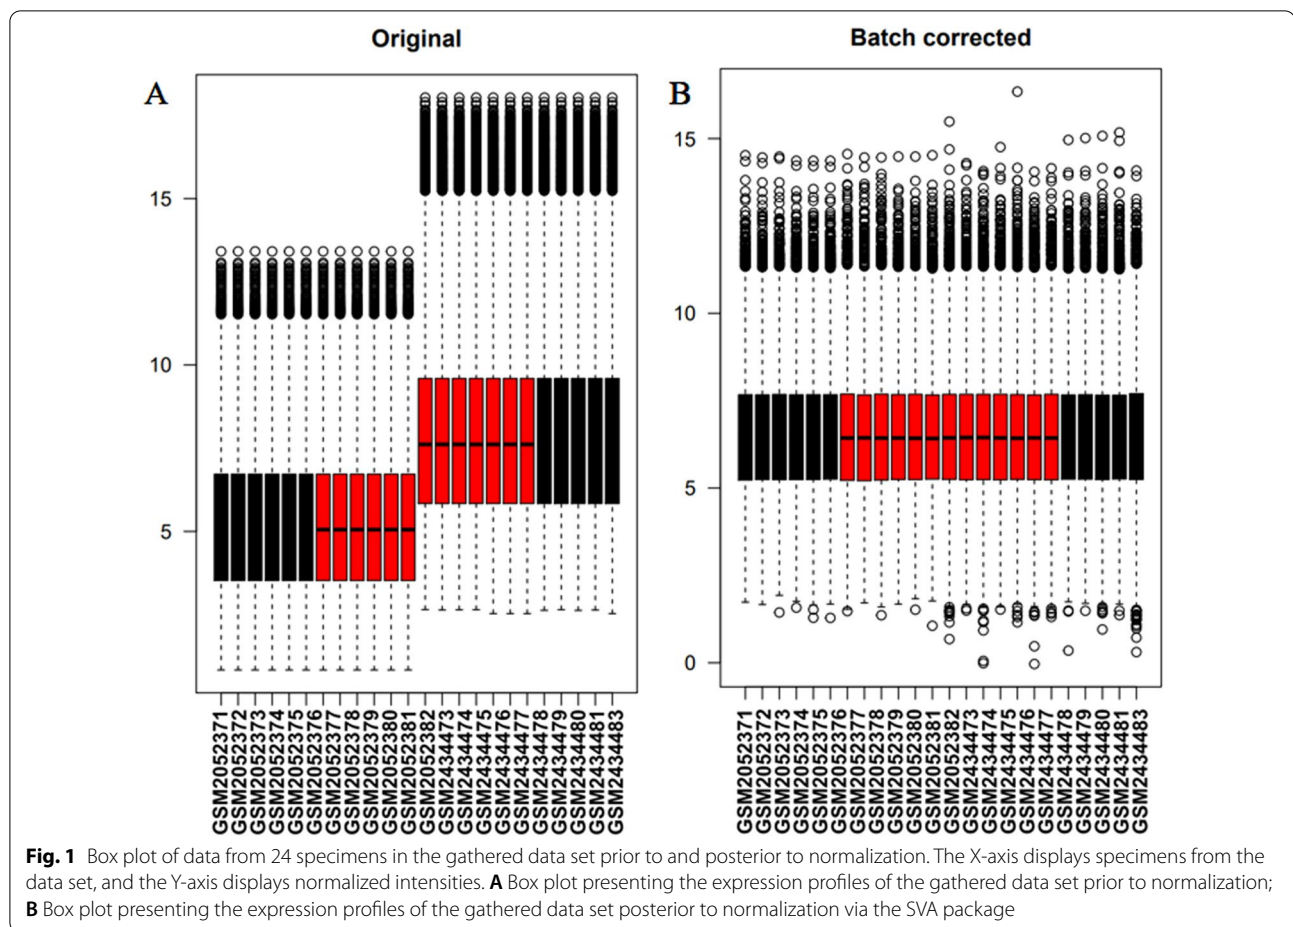 Original
Batch corrected
A
B
15
10
5
15
10
5
0
GSM2052371
GSM2052372
GSM2052373
GSM2052374
GSM2052375
GSM2052376
GSM2052377
GSM2052378
GSM2052379
GSM2052380
GSM2052381
GSM2052382
GSM2434473
GSM2434474
GSM2434475
GSM2434476
GSM2434477
GSM2434478
GSM2434479
GSM2434480
GSM2434481
GSM2434483
GSM2052371
GSM2052372
GSM2052373
GSM2052374
GSM2052375
GSM2052376
GSM2052377
GSM2052378
GSM2052379
GSM2052380
GSM2052381
GSM2052382
GSM2434473
GSM2434474
GSM2434475
GSM2434476
GSM2434477
GSM2434478
GSM2434479
GSM2434480
GSM2434481
GSM2434483
Fig. 1 Box plot of data from 24 specimens in the gathered data set prior to and posterior to normalization. The X-axis displays specimens from the
data set, and the Y-axis displays normalized intensities. A Box plot presenting the expression profiles of the gathered data set prior to normalization;
B Box plot presenting the expression profiles of the gathered data set posterior to normalization via the SVA package